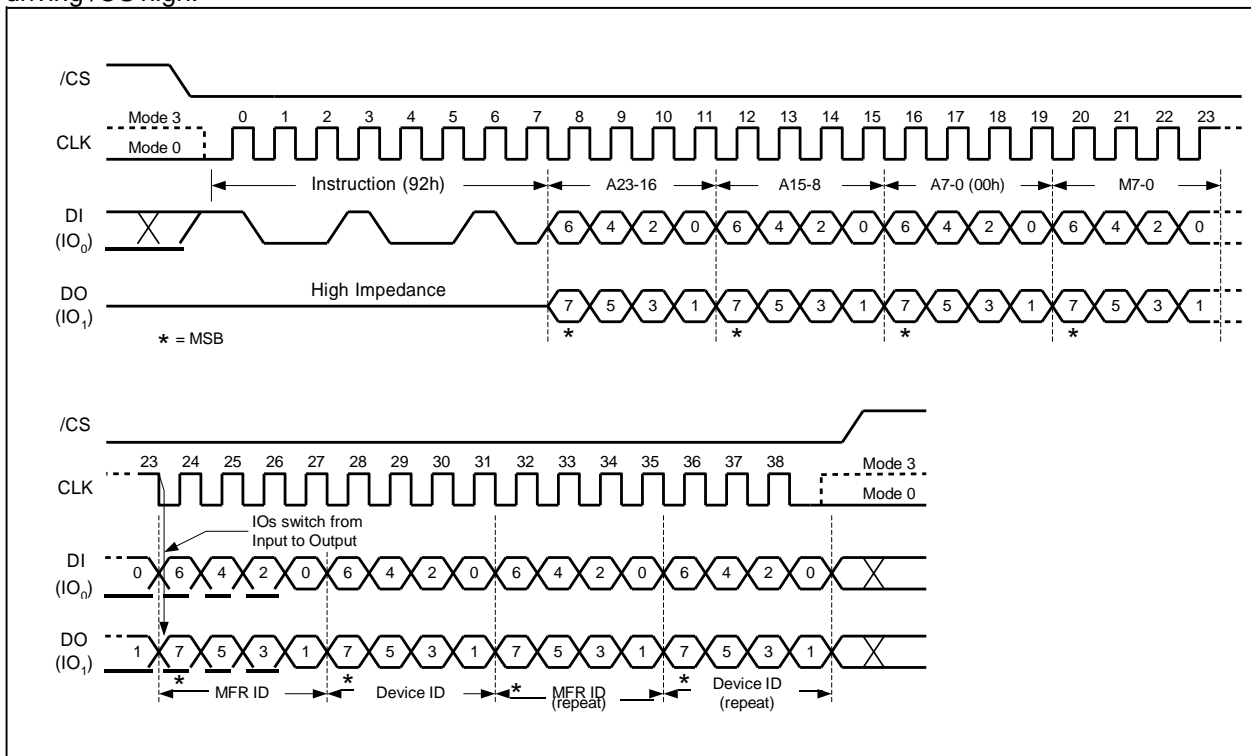 driving /CS high.
/CS
Mode 3 0 1 2 3 4 5 6 7 8 9 10 11 12 13 14 15 16 17 18 19 20 21 22 23
CLK
Mode 0
Instruction (92h) A23-16 A15-8 A7-0 (00h) M7-0
DI
(IO0)
6 4 2 0 6 4 2 0 6 4 2 0 6 4 2 0
High Impedance
DO
(IO1)
7 5 3 1 7 5 3 1 7 5 3 1 7 5 3 1
* * * *
* = MSB
/CS
23 24 25 26 27 28 29 30 31 32 33 34 35 36 37 38 Mode 3
CLK
Mode 0
IOs switch from
Input to Output
DI
(IO0)
0 6 4 2 0 6 4 2 0 6 4 2 0 6 4 2 0
DO
(IO1)
1 7 5 3 1 7 5 3 1 7 5 3 1 7 5 3 1
* * * *
MFR ID Device ID MFR ID Device ID
(repeat) (repeat)